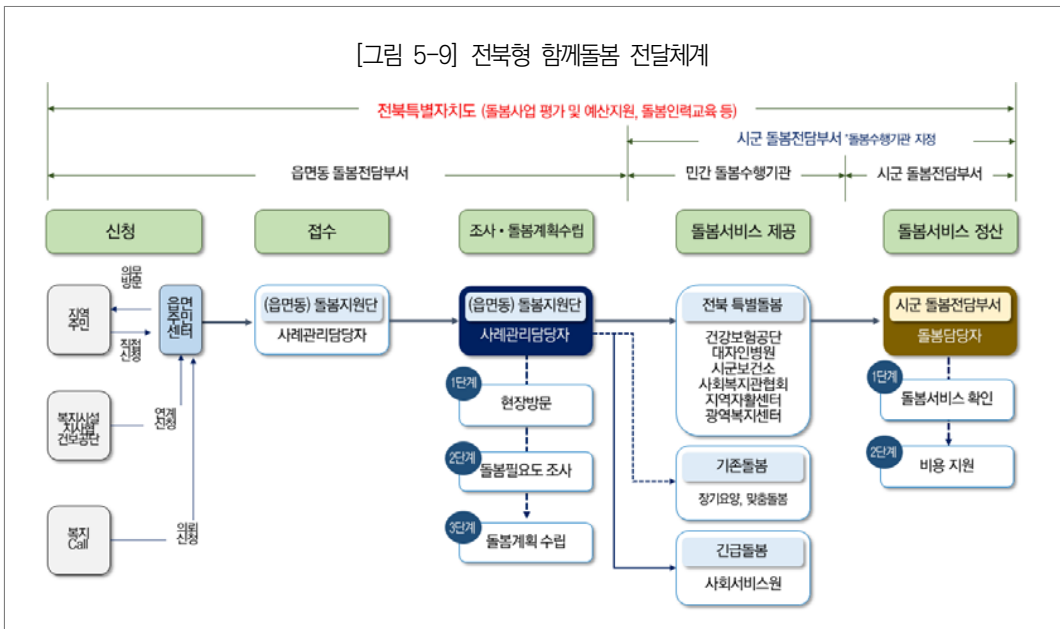 [그림 5-9] 전북형 함께돌봄 전달체계
전북특별자치도 (돌봄사업 평가 및 예산지원, 돌봄인력교육 등)
시군 돌봄전담부서 *돌봄수행기관 지정
읍면동 돌봄전담부서
민간 돌봄수행기관
시군 돌봄전담부서
신청
접수
조사・돌봄계획수립
돌봄서비스 제공
돌봄서비스 정산
지역
주민
의문
방문
직접
신청
읍면
주민
센터
복지시설
지사협
건보공단
연계
신청
복지
Call
의뢰
신청
(읍면동) 돌봄지원단
사례관리담당자
(읍면동) 돌봄지원단
사례관리담당자
1단계
현장방문
2단계
돌봄필요도 조사
3단계
돌봄계획 수립
전북 특별돌봄
건강보험공단
대자인병원
시군보건소
사회복지관협회
지역자활센터
광역복지센터
기존돌봄
장기요양, 맞춤돌봄
긴급돌봄
사회서비스원
시군 돌봄전담부서
돌봄담당자
1단계
돌봄서비스 확인
2단계
비용 지원